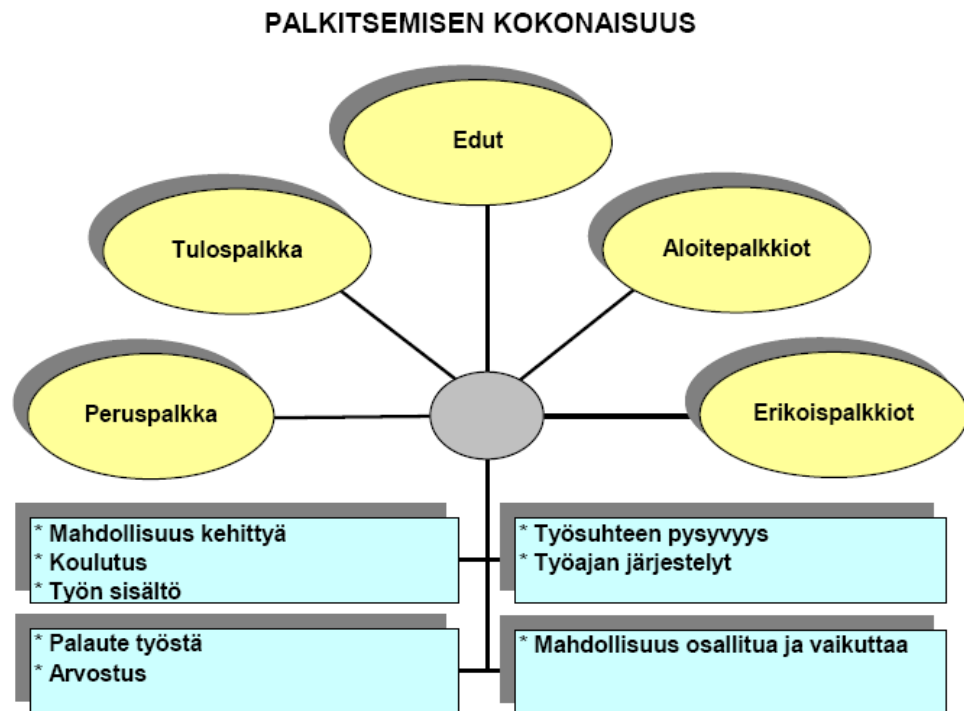 PALKITSEMISEN KOKONAISUUS
Edut
Tulospalkka
Aloitepalkkiot
Peruspalkka
Erikoispalkkiot
* Mahdollisuus kehittyä
* Koulutus
* Työn sisältö
* Työsuhteen pysyvyys
* Työajan järjestelyt
* Palaute työstä
* Arvostus
* Mahdollisuus osallitua ja vaikuttaa